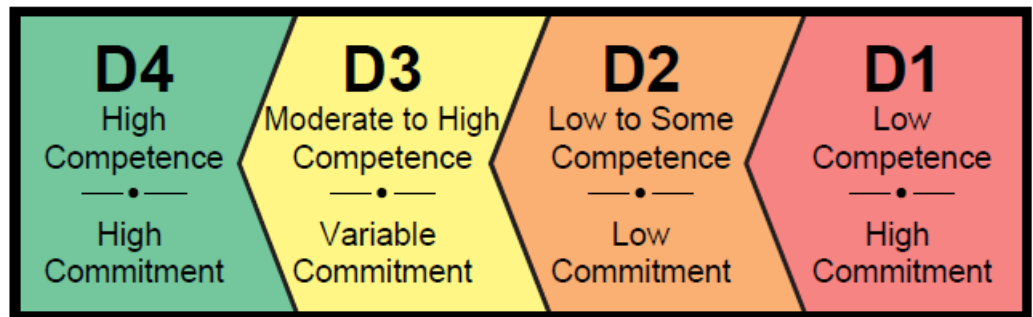 D4
High
Competence
High
Commitment
D3
Moderate to High
Competence
Variable
Commitment
D2
Low to Some
Competence
Low
Commitment
D1
Low
Competence
High
Commitment